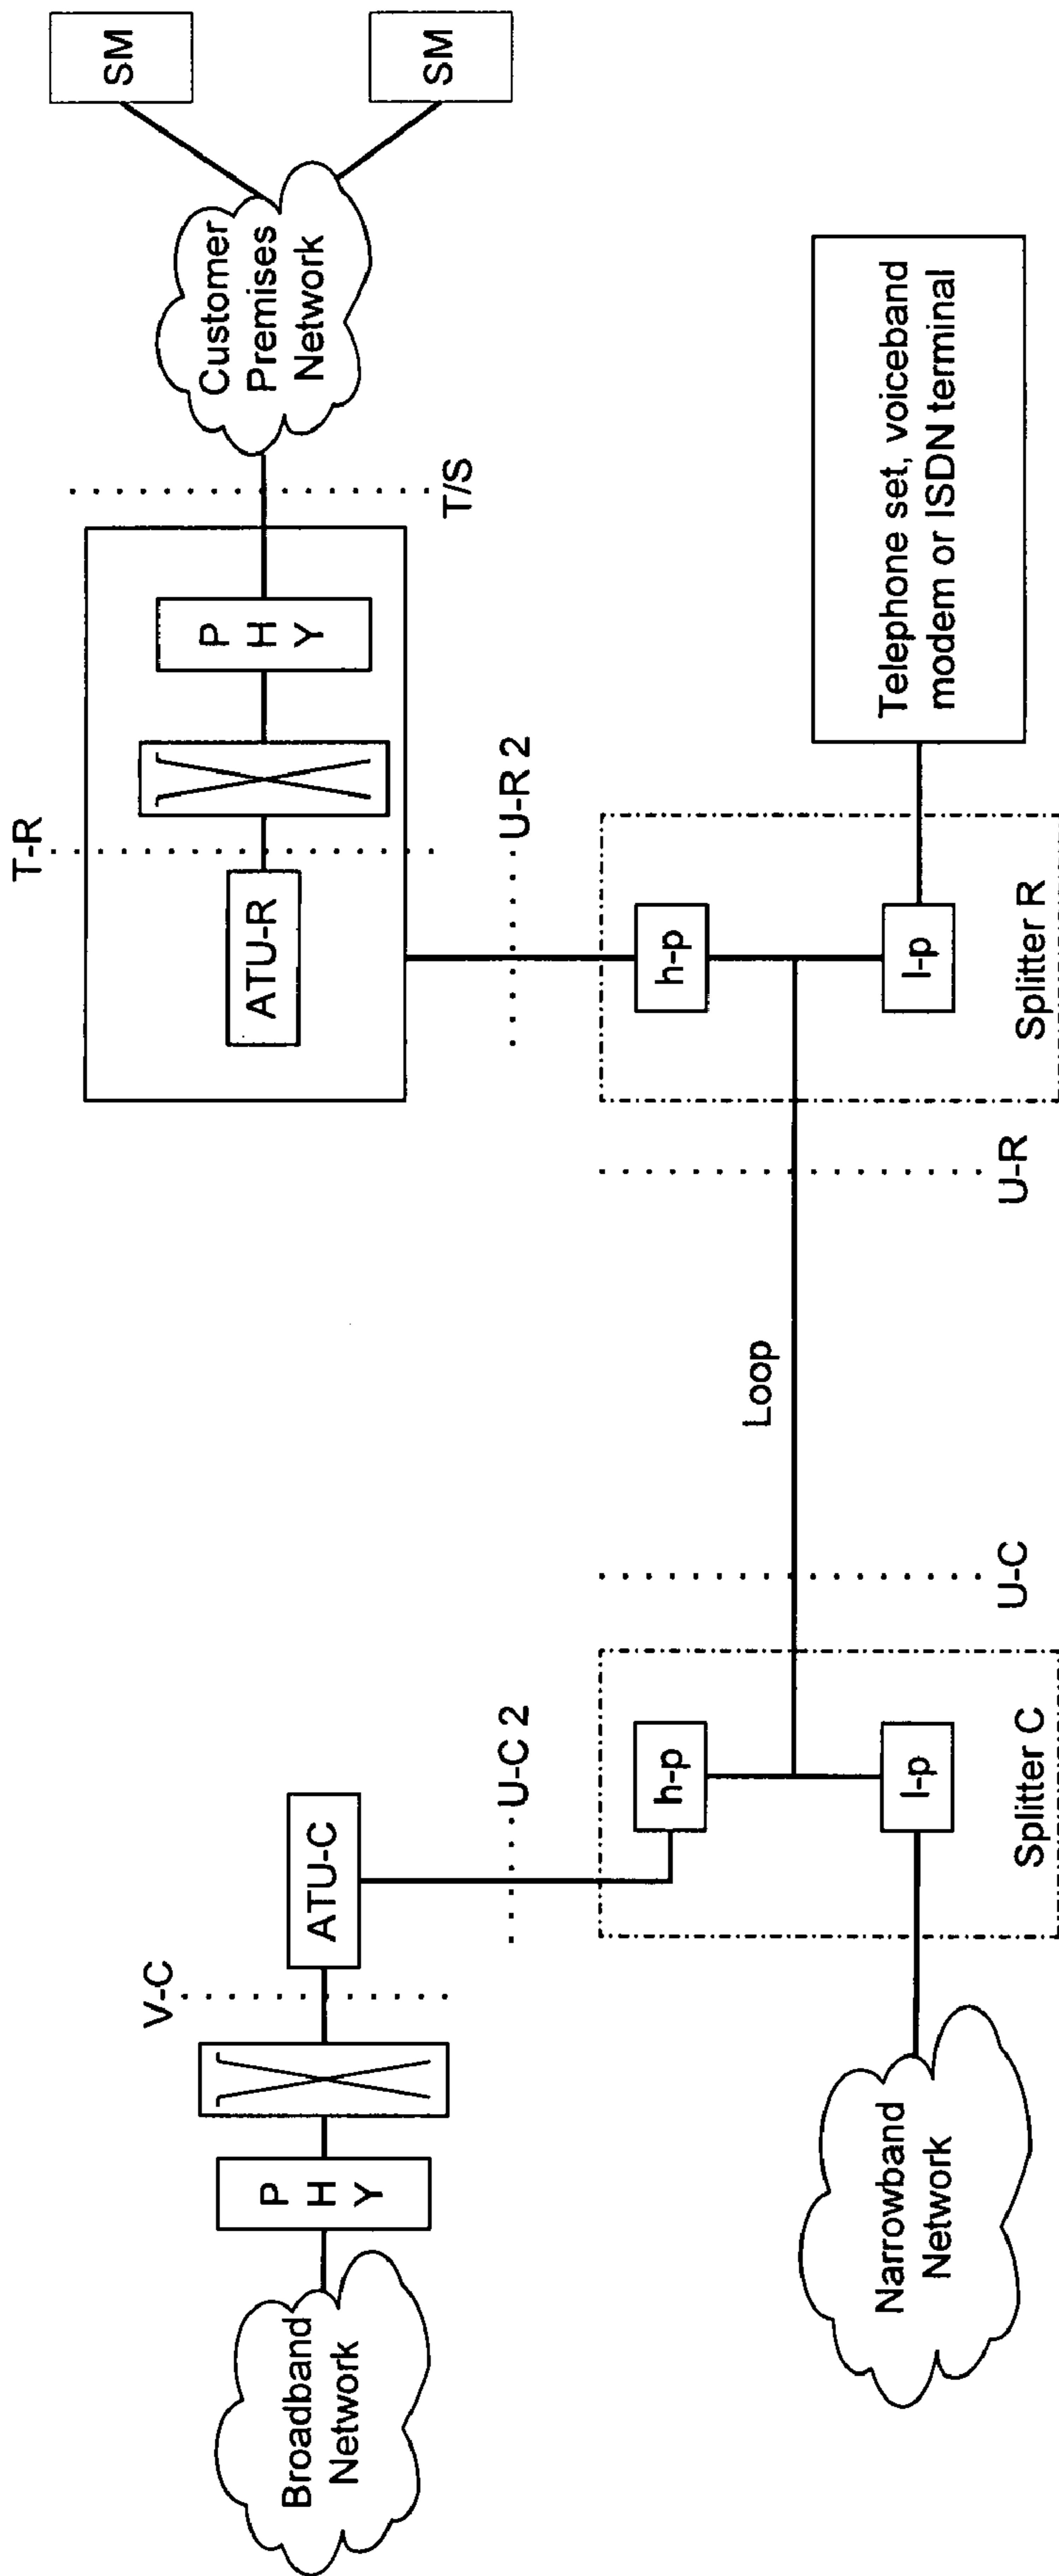 T-R
SM
V-C
ATU-R
P
H
Y
Customer
Premises
Network
SM
Broadband
Network
P
H
Y
ATU-C
T/S
U-C 2
U-R 2
h-p
Loop
h-p
Telephone set, voiceband
modem or ISDN terminal
Narrowband
Network
l-p
l-p
Splitter C
U-C
U-R
Splitter R